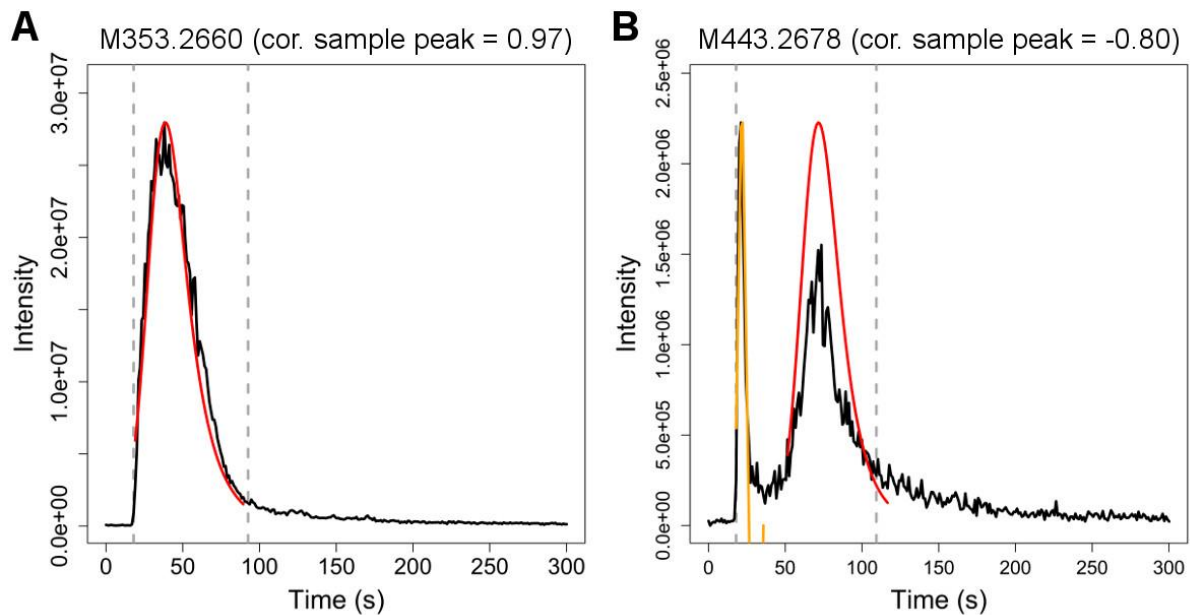 A
M353.2660 (cor. sample peak = 0.97)
Intensity
3.0e+07
2.0e+07
1.0e+07
0.0e+00
0 50 100 150 200 250 300
Time (s)
B
M443.2678 (cor. sample peak = -0.80)
Intensity
2.5e+06
2.0e+06
1.5e+06
1.0e+06
5.0e+05
0.0e+00
0 50 100 150 200 250 300
Time (s)